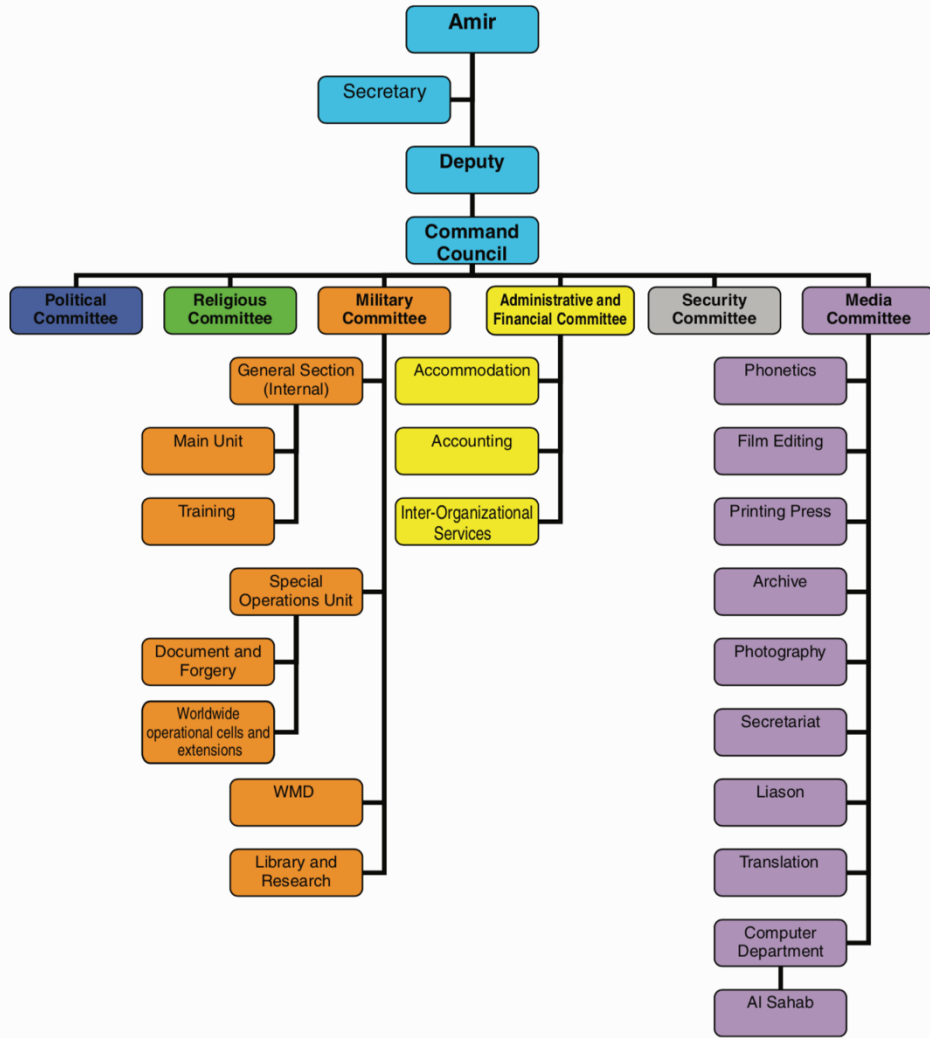 Amir
Secretary
Deputy
Command
Council
Political
Committee
Religious
Committee
Military
Committee
Administrative and
Financial Committee
Security
Committee
Media
Committee
General Section
(Internal)
Main Unit
Training
Special
Operations Unit
Document and
Forgery
Worldwide
operational cells and
extensions
WMD
Library and
Research
Accommodation
Accounting
Inter-Organizational
Services
Phonetics
Film Editing
Printing Press
Archive
Photography
Secretariat
Liason
Translation
Computer
Department
Al Sahab